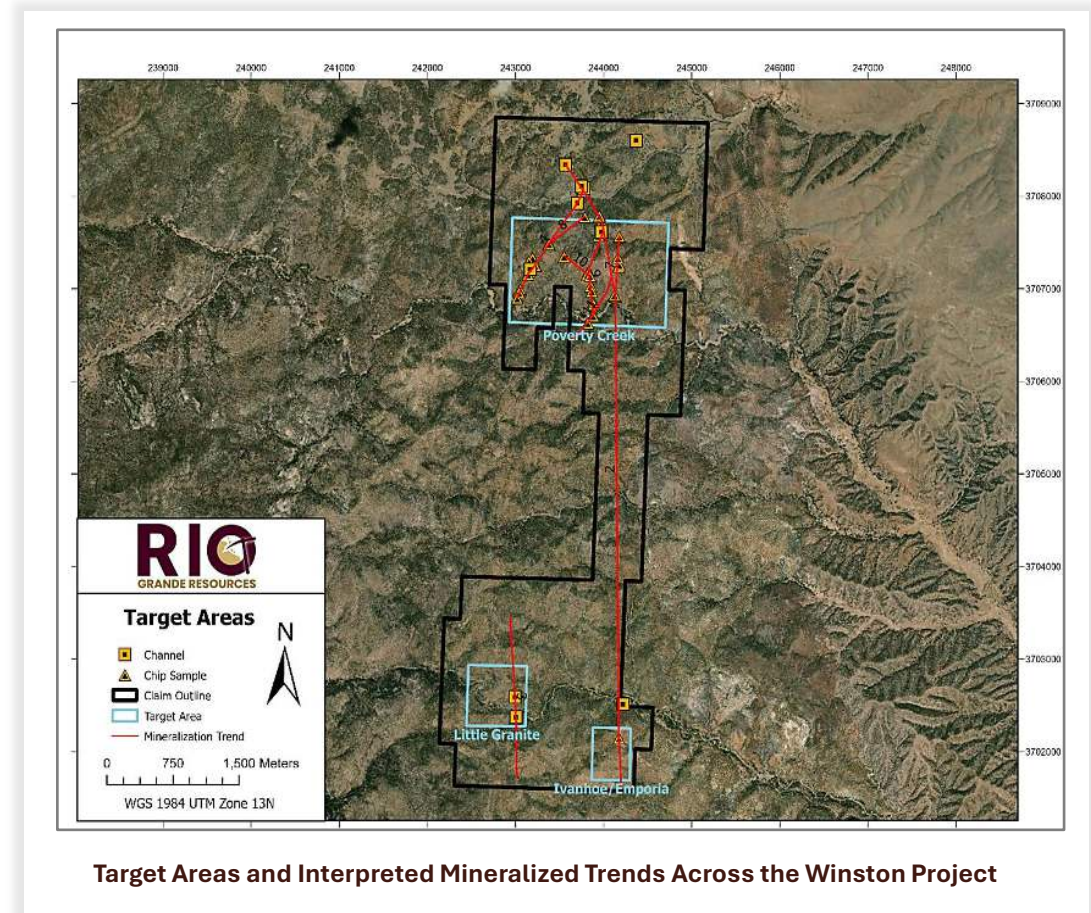 239000 240000 241000 242000 243000 244000 245000 246000 247000 248000
3709000
3708000
3707000
Poverty Creek
3706000
3705000
2
3704000
RIO
GRANDE RESOURCES
Target Areas
N
Channel
Chip Sample
Claim Outline
Target Area
Mineralization Trend
0 750 1,500 Meters
WGS 1984 UTM Zone 13N
3703000
Little Granite
3702000
Ivanhoe/Emporia
Target Areas and Interpreted Mineralized Trends Across the Winston Project